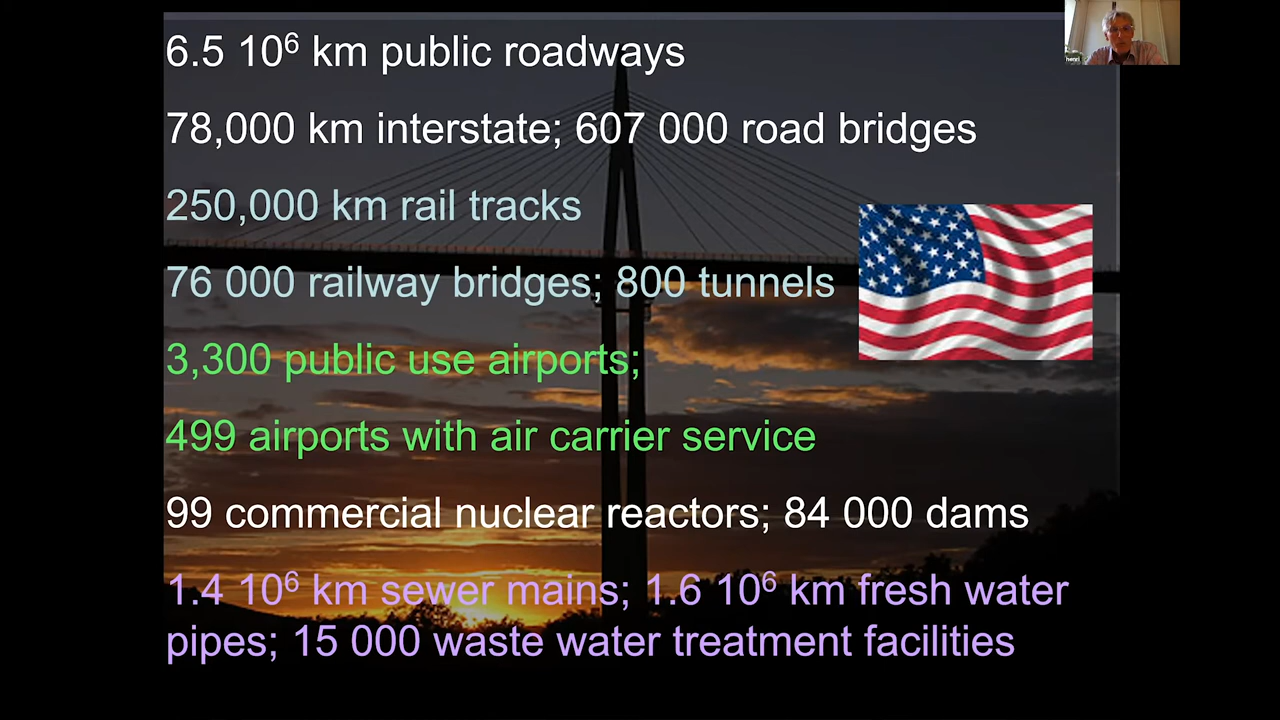 6.5 10⁶ km public roadways
78,000 km interstate; 607 000 road bridges
250,000 km rail tracks
76 000 railway bridges; 800 tunnels
3,300 public use airports;
499 airports with air carrier service
99 commercial nuclear reactors; 84 000 dams
1.4 10⁶ km sewer mains; 1.6 10⁶ km fresh water
pipes; 15 000 waste water treatment facilities